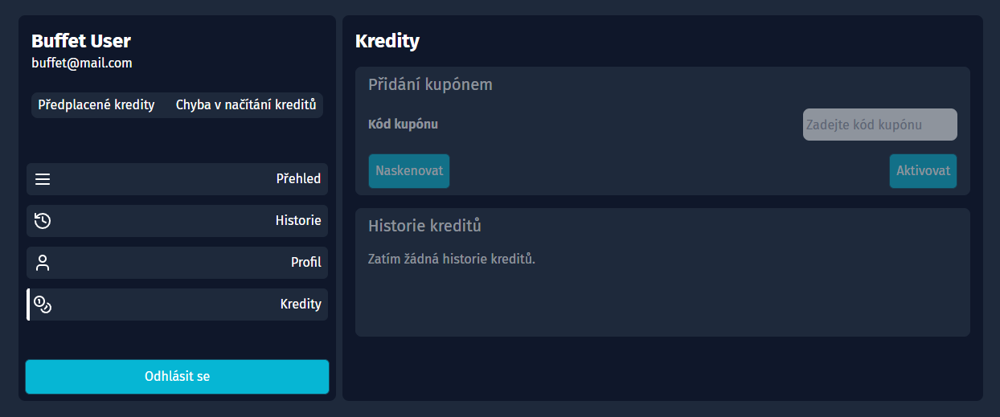 Buffet User
buffet@mail.com
Předplacené kredity Chyba v načítání kreditů
Přehled
Historie
Profil
Kredity
Odhlásit se
Kredity
Přidání kupónem
Kód kupónu Zadejte kód kupónu
Naskenovat Aktivovat
Historie kreditů
Zatím žádná historie kreditů.